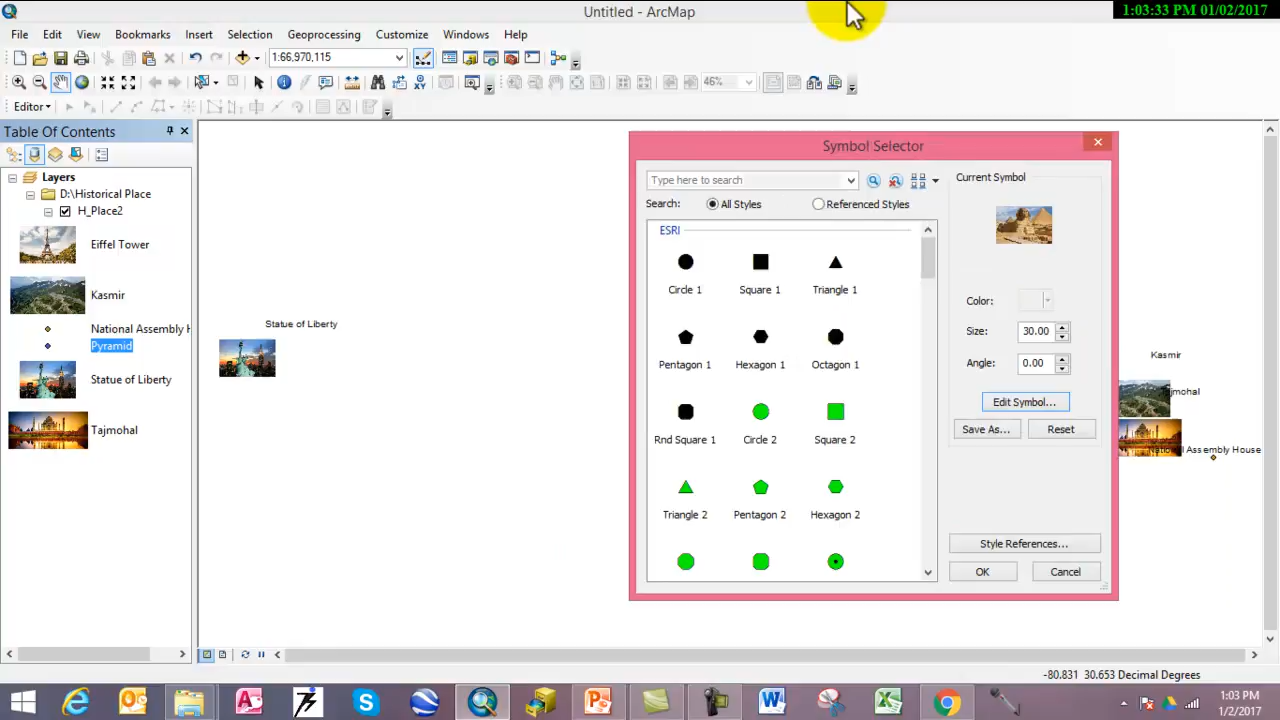 Untitled - ArcMap
1:03:33 PM 01/02/2017
File Edit View Bookmarks Insert Selection Geoprocessing Customize Windows Help
1:66,970,115
46%
Editor
Table Of Contents
Layers
D:\Historical Place
H_Place2
Eiffel Tower
Kasmir
National Assembly H
Pyramid
Statue of Liberty
Tajmohal
Statue of Liberty
Symbol Selector
Type here to search
Search: All Styles Referenced Styles
ESRI
Circle 1 Square 1 Triangle 1
Pentagon 1 Hexagon 1 Octagon 1
Rnd Square 1 Circle 2 Square 2
Triangle 2 Pentagon 2 Hexagon 2
Current Symbol
Color:
Size: 30.00
Angle: 0.00
Edit Symbol...
Save As... Reset
Style References...
OK Cancel
Kasmir
Tajmohal
National Assembly House
-80.831 30.653 Decimal Degrees
1:03 PM
1/2/2017